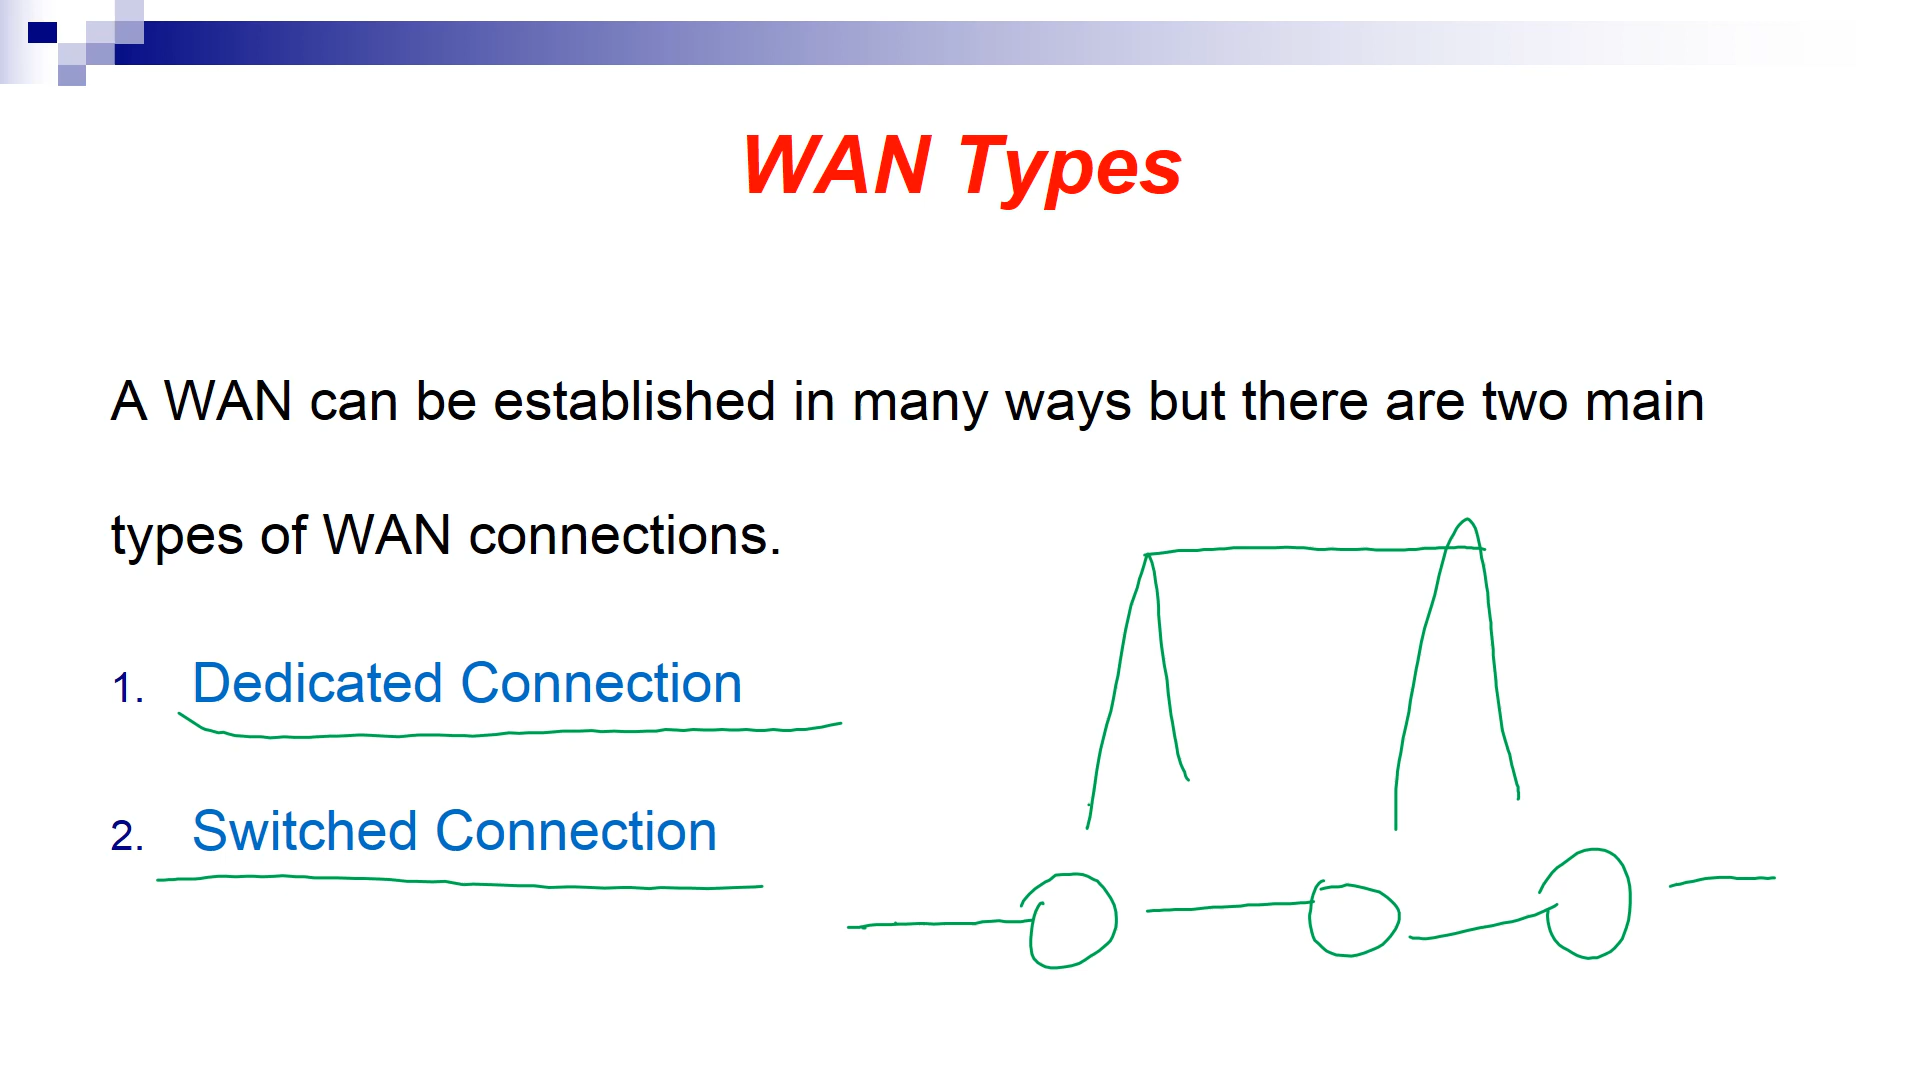 WAN Types
A WAN can be established in many ways but there are two main
types of WAN connections.
1. Dedicated Connection
2. Switched Connection